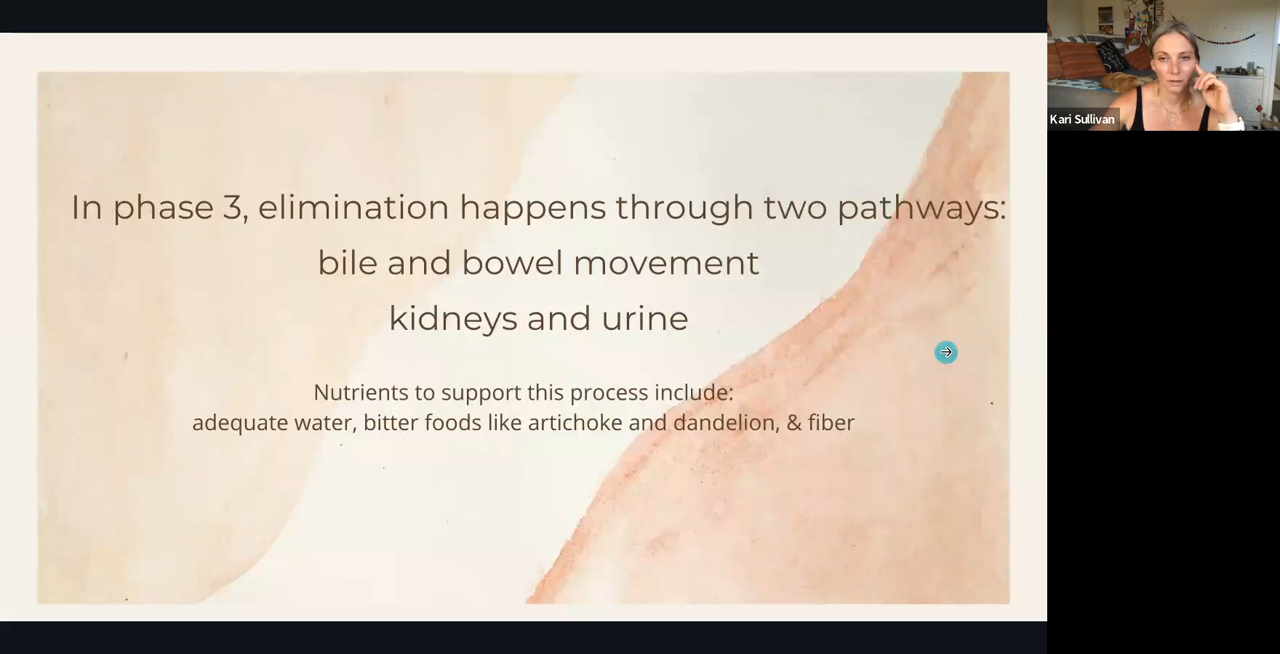 In phase 3, elimination happens through two pathways:
bile and bowel movement
kidneys and urine
Nutrients to support this process include:
adequate water, bitter foods like artichoke and dandelion, & fiber
Kari Sullivan